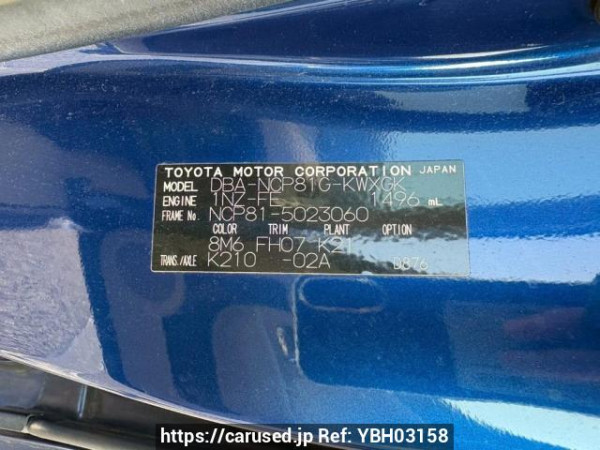 TOYOTA MOTOR CORPORATION JAPAN
MODEL DBA-NCP81G-KWXGK
ENGINE 1NZ-FE 1496 mL
FRAME No. NCP81-5023060
COLOR TRIM PLANT
8M6 FH07 K21
TRANS./AXLE K210 -02A D876
https://carused.jp Ref: YBH03158